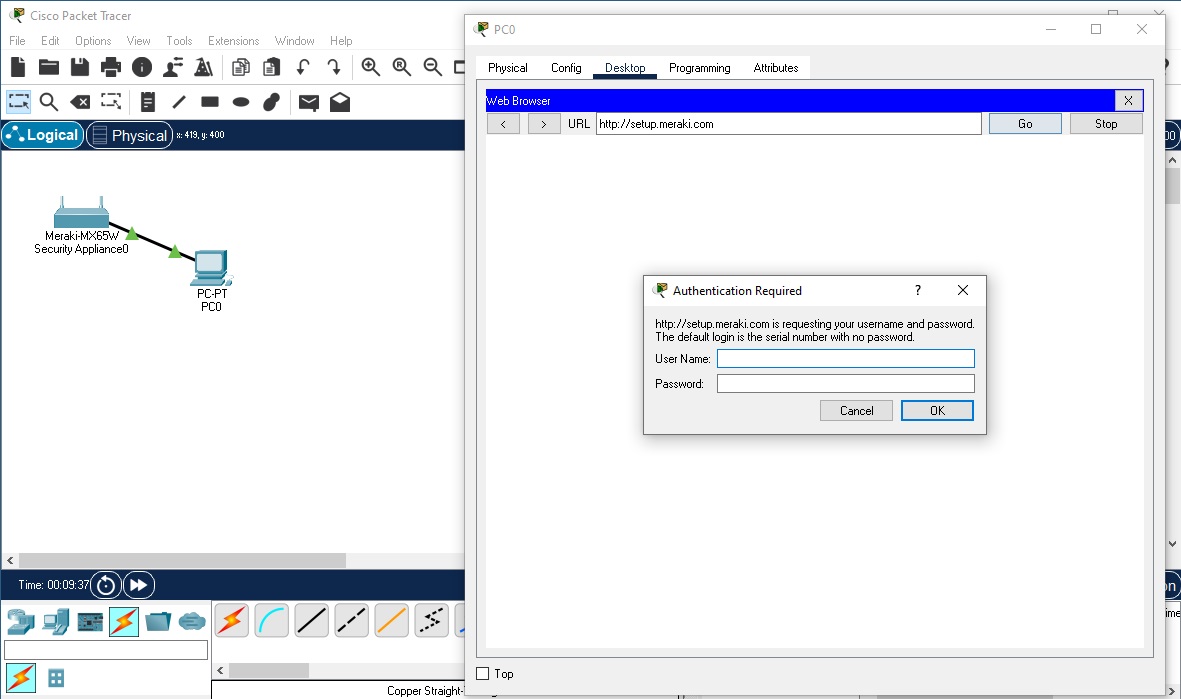 Cisco Packet Tracer
File Edit Options View Tools Extensions Window Help
Logical Physical x: 419, y: 400
Meraki-MX65W
Security Appliance0
PC-PT
PC0
Time: 00:09:37
Copper Straight-
PC0
Physical Config Desktop Programming Attributes
Web Browser X
< > URL http://setup.meraki.com Go Stop
Authentication Required ?
http://setup.meraki.com is requesting your username and password.
The default login is the serial number with no password.
User Name:
Password:
Cancel OK
Top